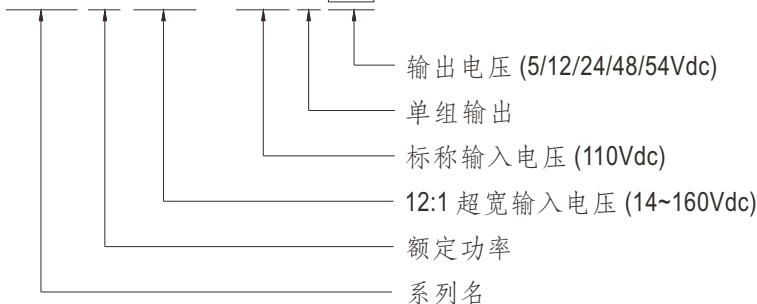 输出电压 (5/12/24/48/54Vdc)
单组输出
标称输入电压 (110Vdc)
12:1 超宽输入电压 (14~160Vdc)
额定功率
系列名